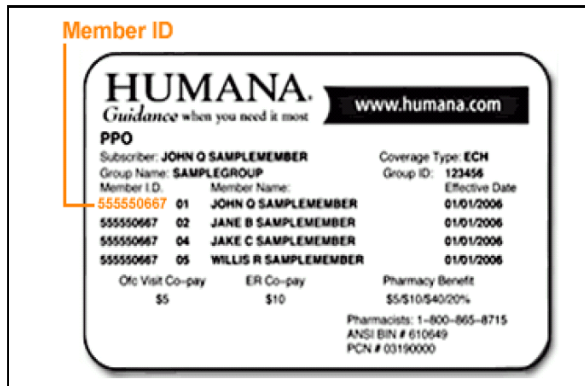 Member ID
HUMANA.
Guidance when you need it most
www.humana.com
PPO
Subscriber: JOHN Q SAMPLEMEMBER Coverage Type: ECH
Group Name: SAMPLEGROUP Group ID: 123456
Member I.D. Member Name: Effective Date
555550667 01 JOHN Q SAMPLEMEMBER 01/01/2006
555550667 02 JANE B SAMPLEMEMBER 01/01/2006
555550667 04 JAKE C SAMPLEMEMBER 01/01/2006
555550667 05 WILLIS R SAMPLEMEMBER 01/01/2006
Ofc Visit Co-pay ER Co-pay Pharmacy Benefit
$5 $10 $5/$10/$40/20%
Pharmacists: 1-800-865-8715
ANSI BIN # 610649
PCN # 03190000